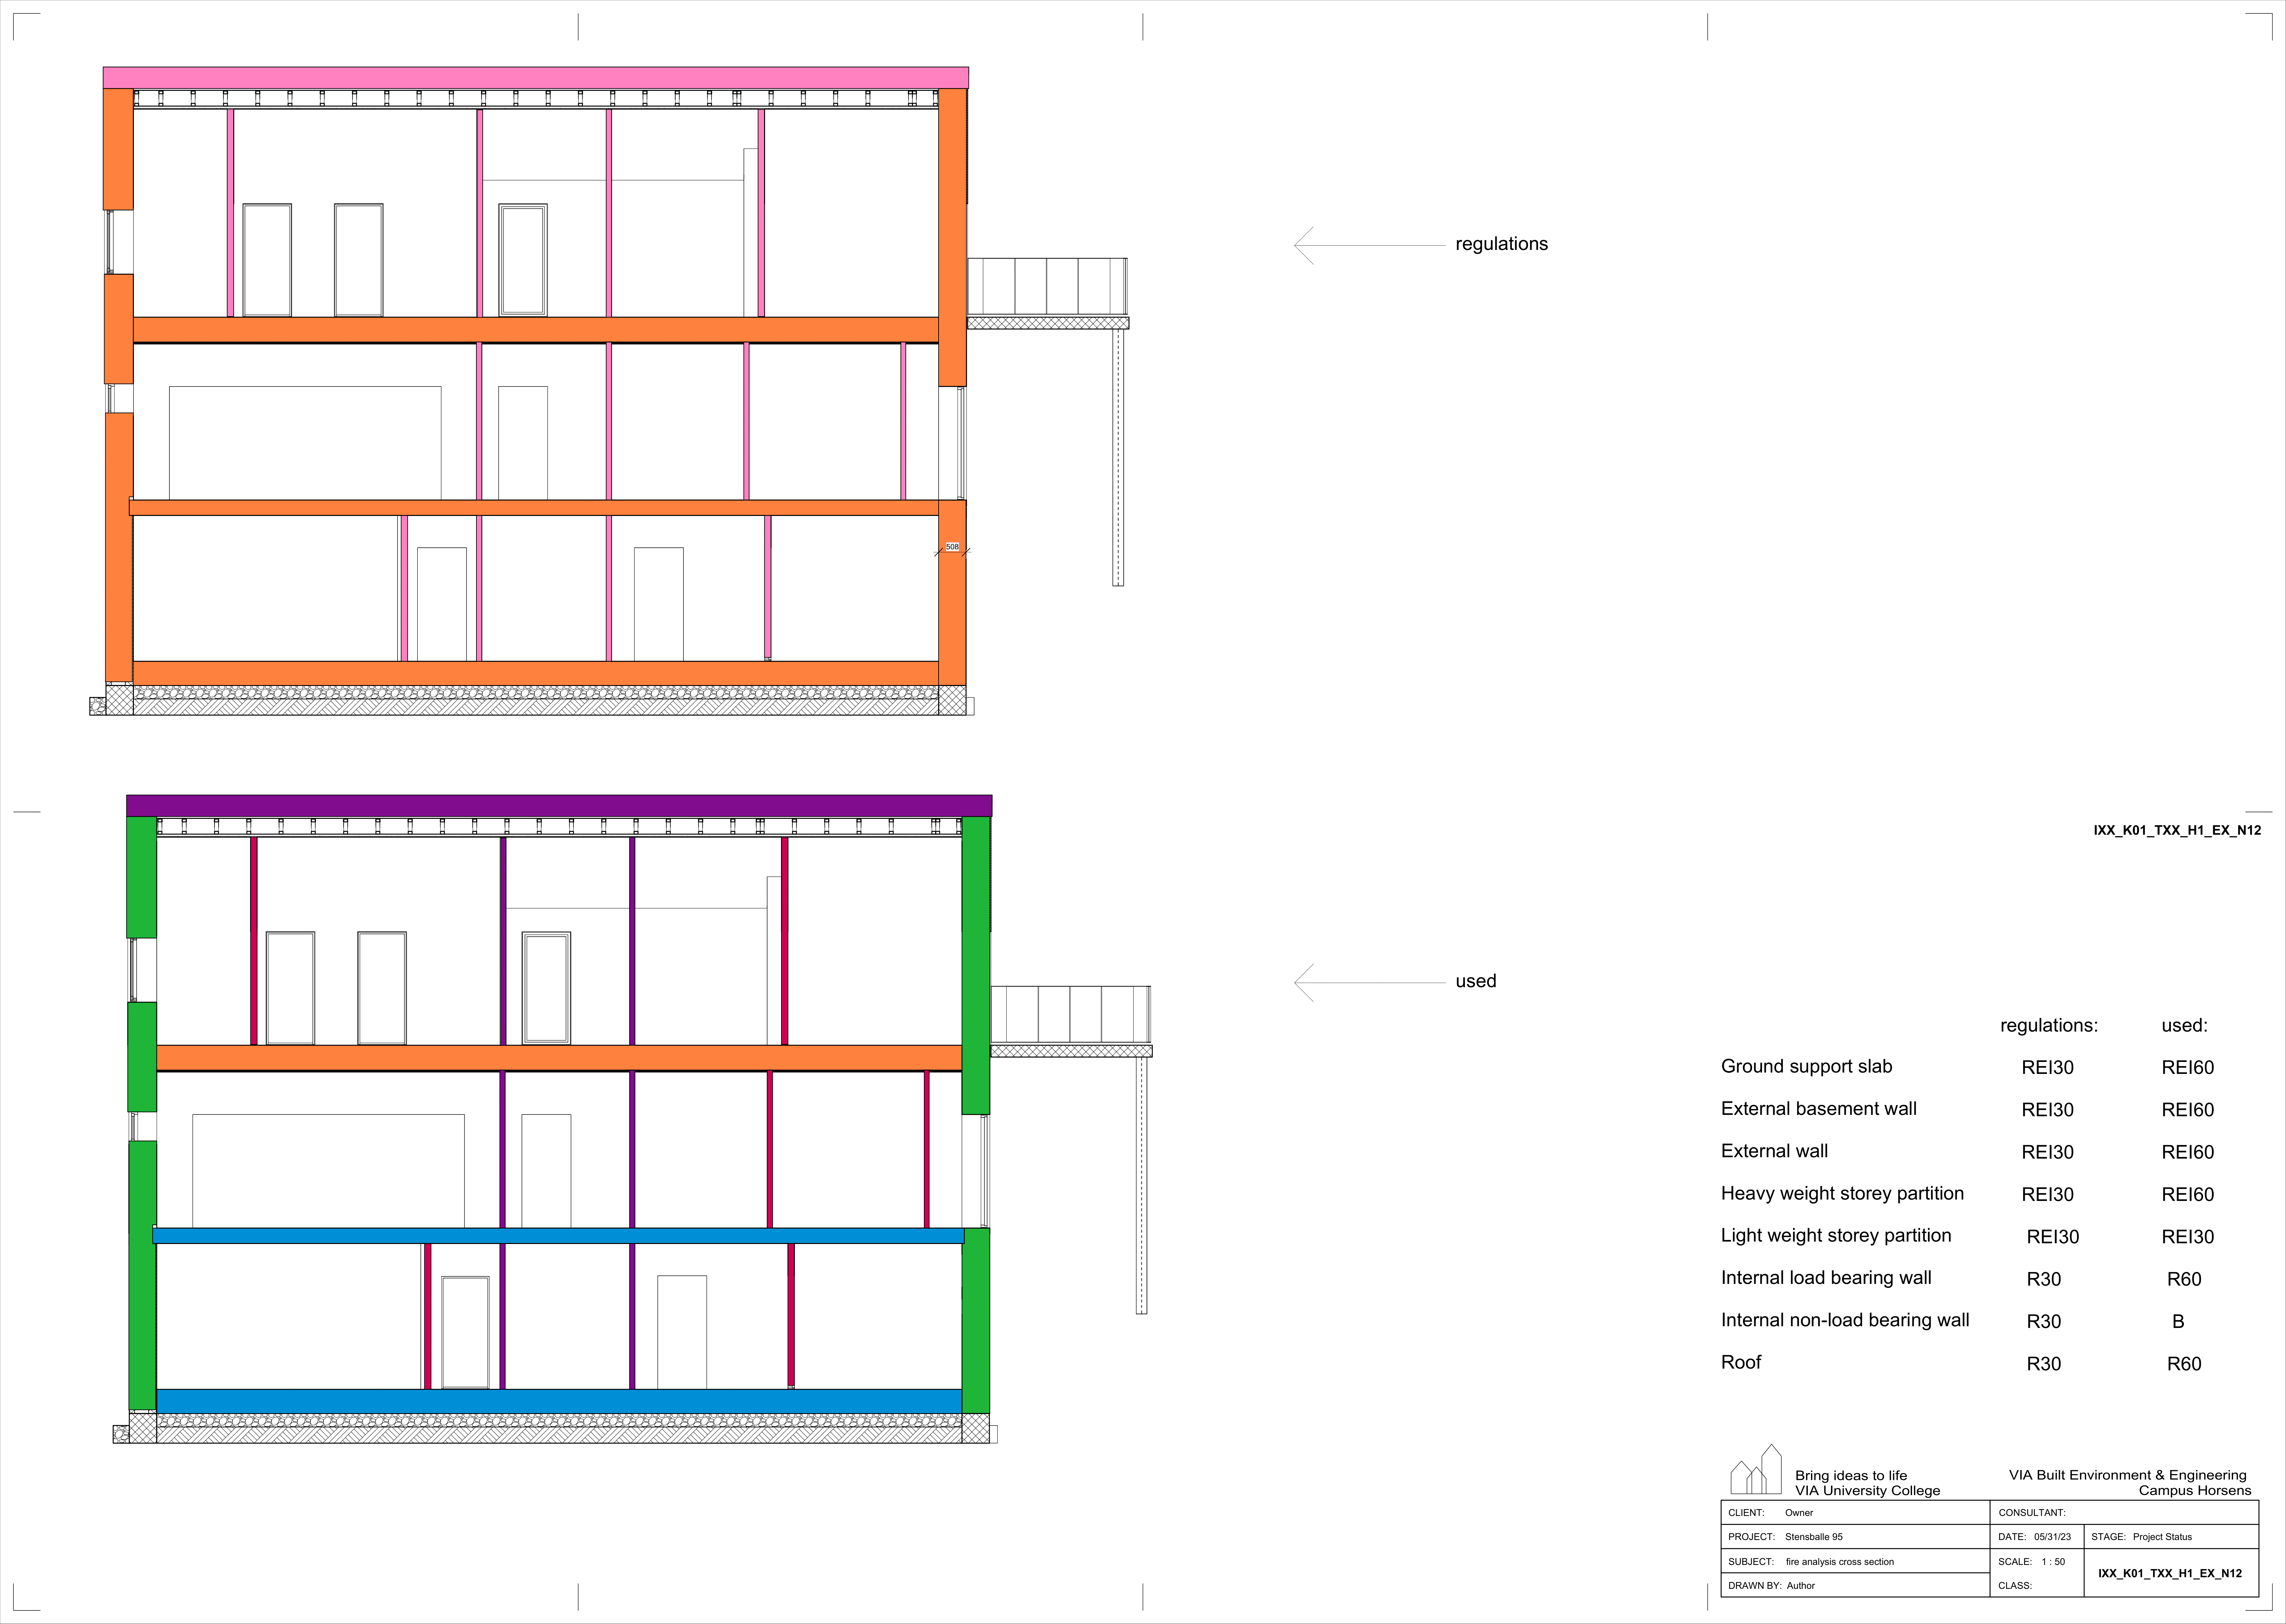 regulations
508
IXX_K01_TXX_H1_EX_N12
used
regulations: used:
Ground support slab REI30 REI60
External basement wall REI30 REI60
External wall REI30 REI60
Heavy weight storey partition REI30 REI60
Light weight storey partition REI30 REI30
Internal load bearing wall R30 R60
Internal non-load bearing wall R30 B
Roof R30 R60
Bring ideas to life
VIA University College
VIA Built Environment & Engineering
Campus Horsens
CLIENT: Owner
CONSULTANT:
PROJECT: Stensballe 95
DATE: 05/31/23
STAGE: Project Status
SUBJECT: fire analysis cross section
SCALE: 1 : 50
IXX_K01_TXX_H1_EX_N12
DRAWN BY: Author
CLASS: